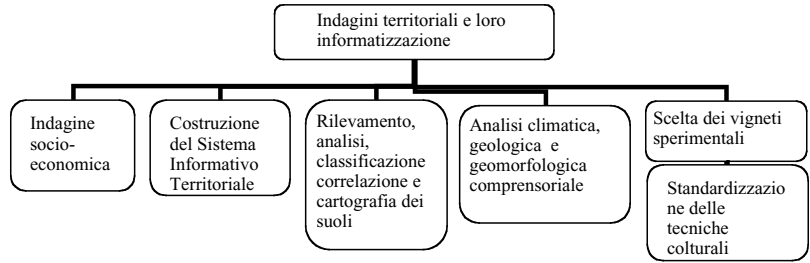 Indagini territoriali e loro
informatizzazione
Indagine
socio-
economica
Costruzione
del Sistema
Informativo
Territoriale
Rilevamento,
analisi,
classificazione
correlazione e
cartografia dei
suoli
Analisi climatica,
geologica e
geomorfologica
comprensoriale
Scelta dei vigneti
sperimentali
Standardizzazio
ne delle
tecniche
colturali